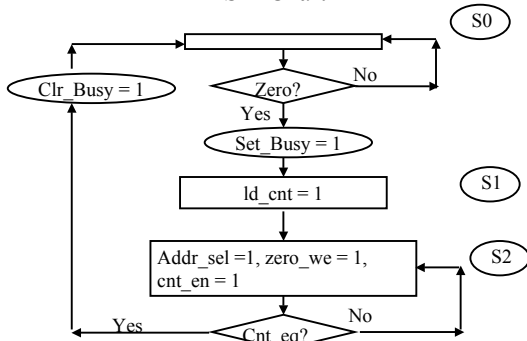 S0
Zero?
No
Clr_Busy = 1
Yes
Set_Busy = 1
ld_cnt = 1
S1
Addr_sel =1, zero_we = 1,
cnt_en = 1
S2
Yes
Cnt_eq?
No